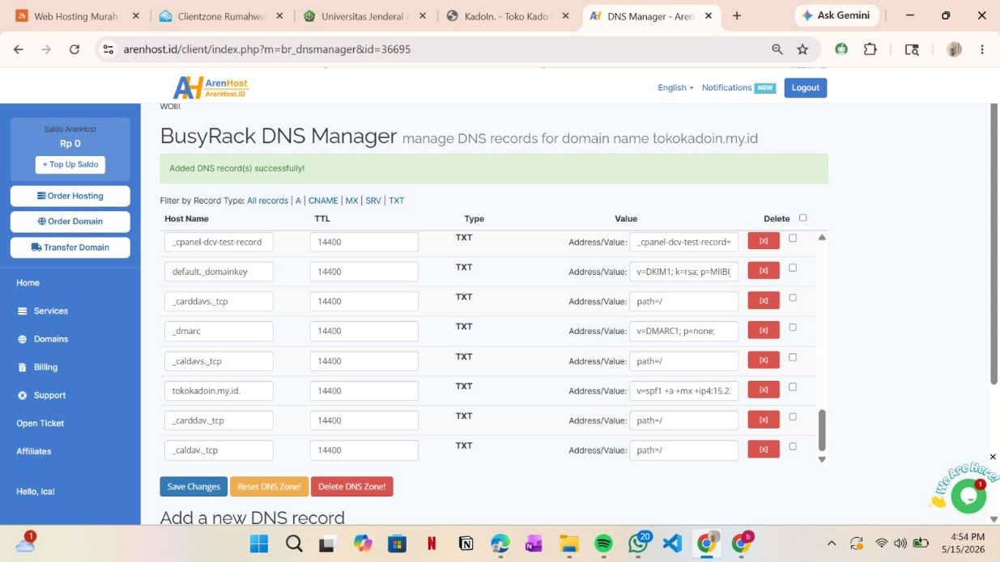 Web Hosting Murah
Clientzone Rumahwe
Universitas Jenderal
KadoIn. - Toko Kado
DNS Manager - Aren
Ask Gemini
arenhost.id/client/index.php?m=br_dnsmanager&id=36695
AH ArenHost
ArenHost.ID
English
Notifications NEW
Logout
WOIII
Saldo ArenHost
Rp 0
+ Top Up Saldo
Order Hosting
Order Domain
Transfer Domain
Home
Services
Domains
Billing
Support
Open Ticket
Affiliates
Hello, Ica!
BusyRack DNS Manager manage DNS records for domain name tokokadoin.my.id
Added DNS record(s) successfully!
Filter by Record Type: All records | A | CNAME | MX | SRV | TXT
Host Name TTL Type Value Delete
_cpanel-dcv-test-record 14400 TXT Address/Value: _cpanel-dcv-test-record= [X]
default._domainkey 14400 TXT Address/Value: v=DKIM1; k=rsa; p=MIIBI [X]
_carddavs._tcp 14400 TXT Address/Value: path=/ [X]
_dmarc 14400 TXT Address/Value: v=DMARC1; p=none; [X]
_caldavs._tcp 14400 TXT Address/Value: path=/ [X]
tokokadoin.my.id. 14400 TXT Address/Value: v=spf1 +a +mx +ip4:15.2 [X]
_carddav._tcp 14400 TXT Address/Value: path=/ [X]
_caldav._tcp 14400 TXT Address/Value: path=/ [X]
Save Changes Reset DNS Zone! Delete DNS Zone!
Add a new DNS record
We Are Here!
1
1
20
4:54 PM
5/15/2026